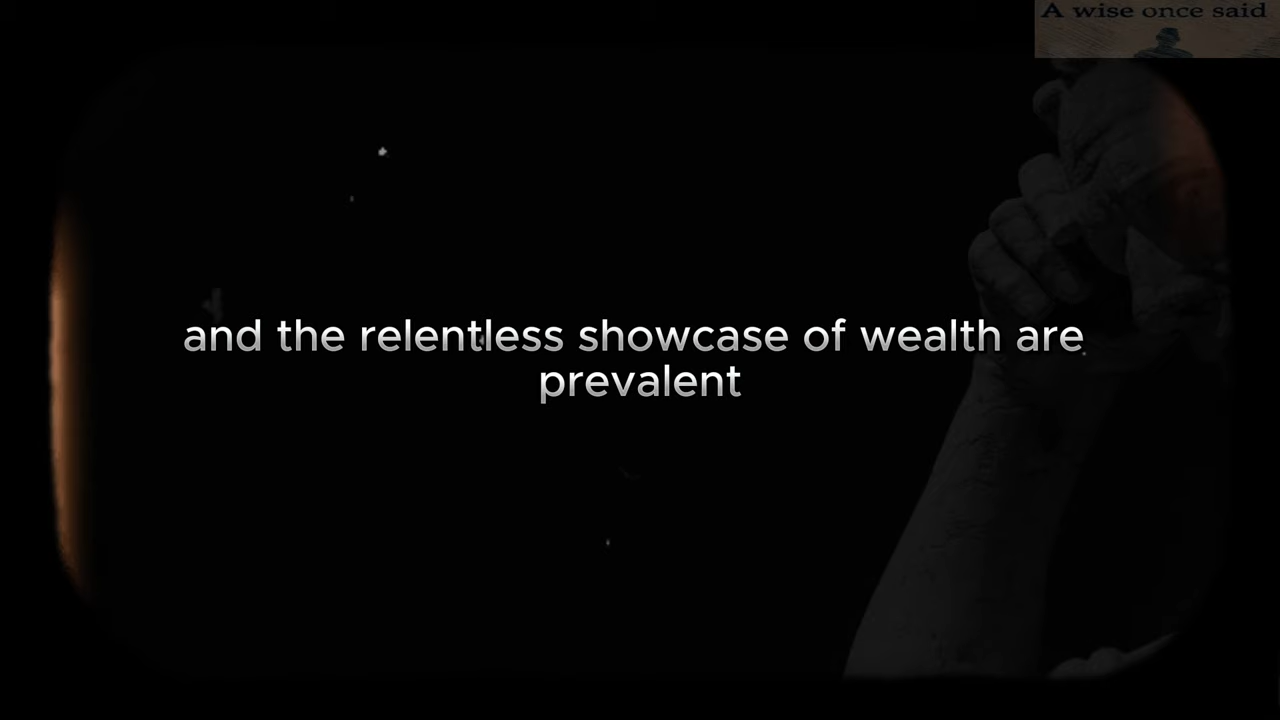 A wise once said
and the relentless showcase of wealth are
prevalent